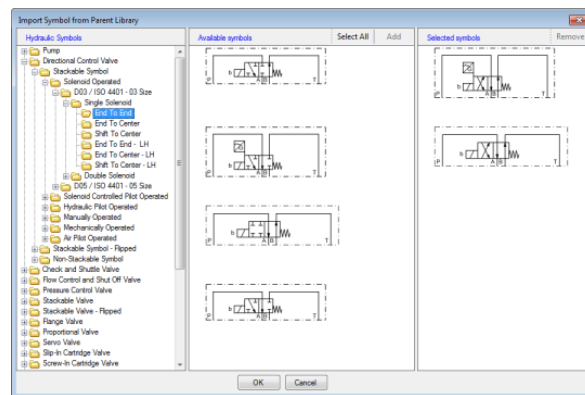 Import Symbol from Parent Library
Hydraulic Symbols
Pump
Directional Control Valve
Stackable Symbol
Solenoid Operated
D03 / ISO 4401 - 03 Size
Single Solenoid
End To End
End To Center
Shift To Center
End To End - LH
End To Center - LH
Shift To Center - LH
Double Solenoid
D05 / ISO 4401 - 05 Size
Solenoid Controlled Pilot Operated
Hydraulic Pilot Operated
Manually Operated
Mechanically Operated
Air Pilot Operated
Stackable Symbol - Flipped
Non-Stackable Symbol
Check and Shuttle Valve
Flow Control and Shut Off Valve
Pressure Control Valve
Stackable Valve
Stackable Valve - Flipped
Flange Valve
Proportional Valve
Servo Valve
Slip-In Cartridge Valve
Screw-In Cartridge Valve
Available symbols Select All Add
b
P A B T
b
P A B T
b
P A B T
b
P A B T
Selected symbols Remove
b
P A B T
b
P A B T
OK Cancel